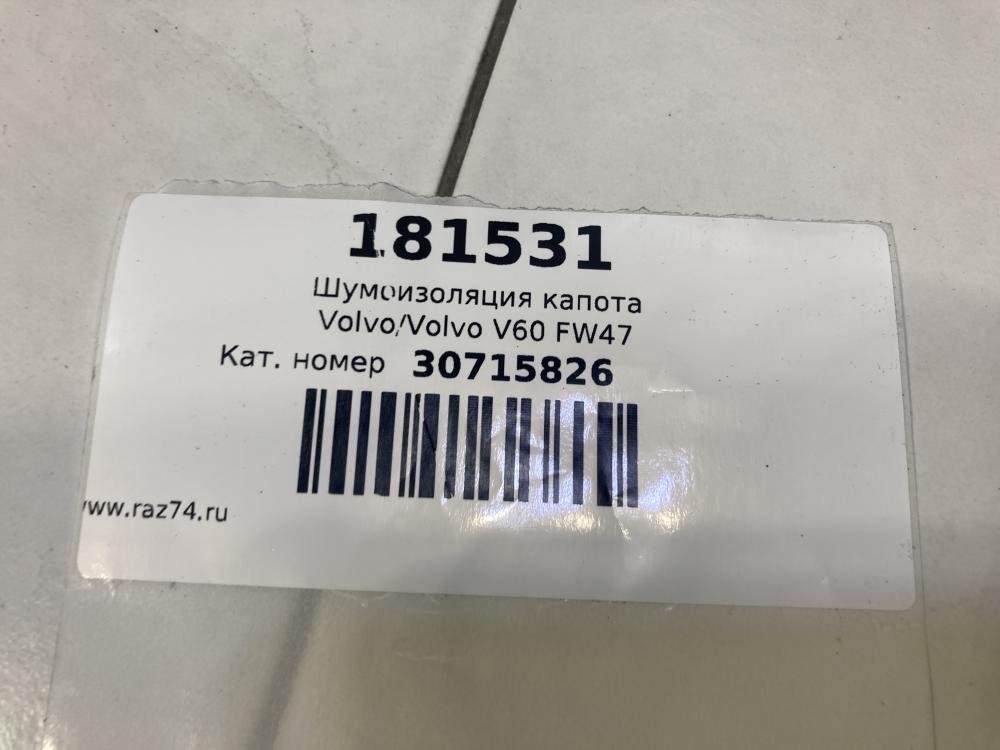 181531
Шумоизоляция капота
Volvo/Volvo V60 FW47
Кат. номер 30715826
www.raz74.ru